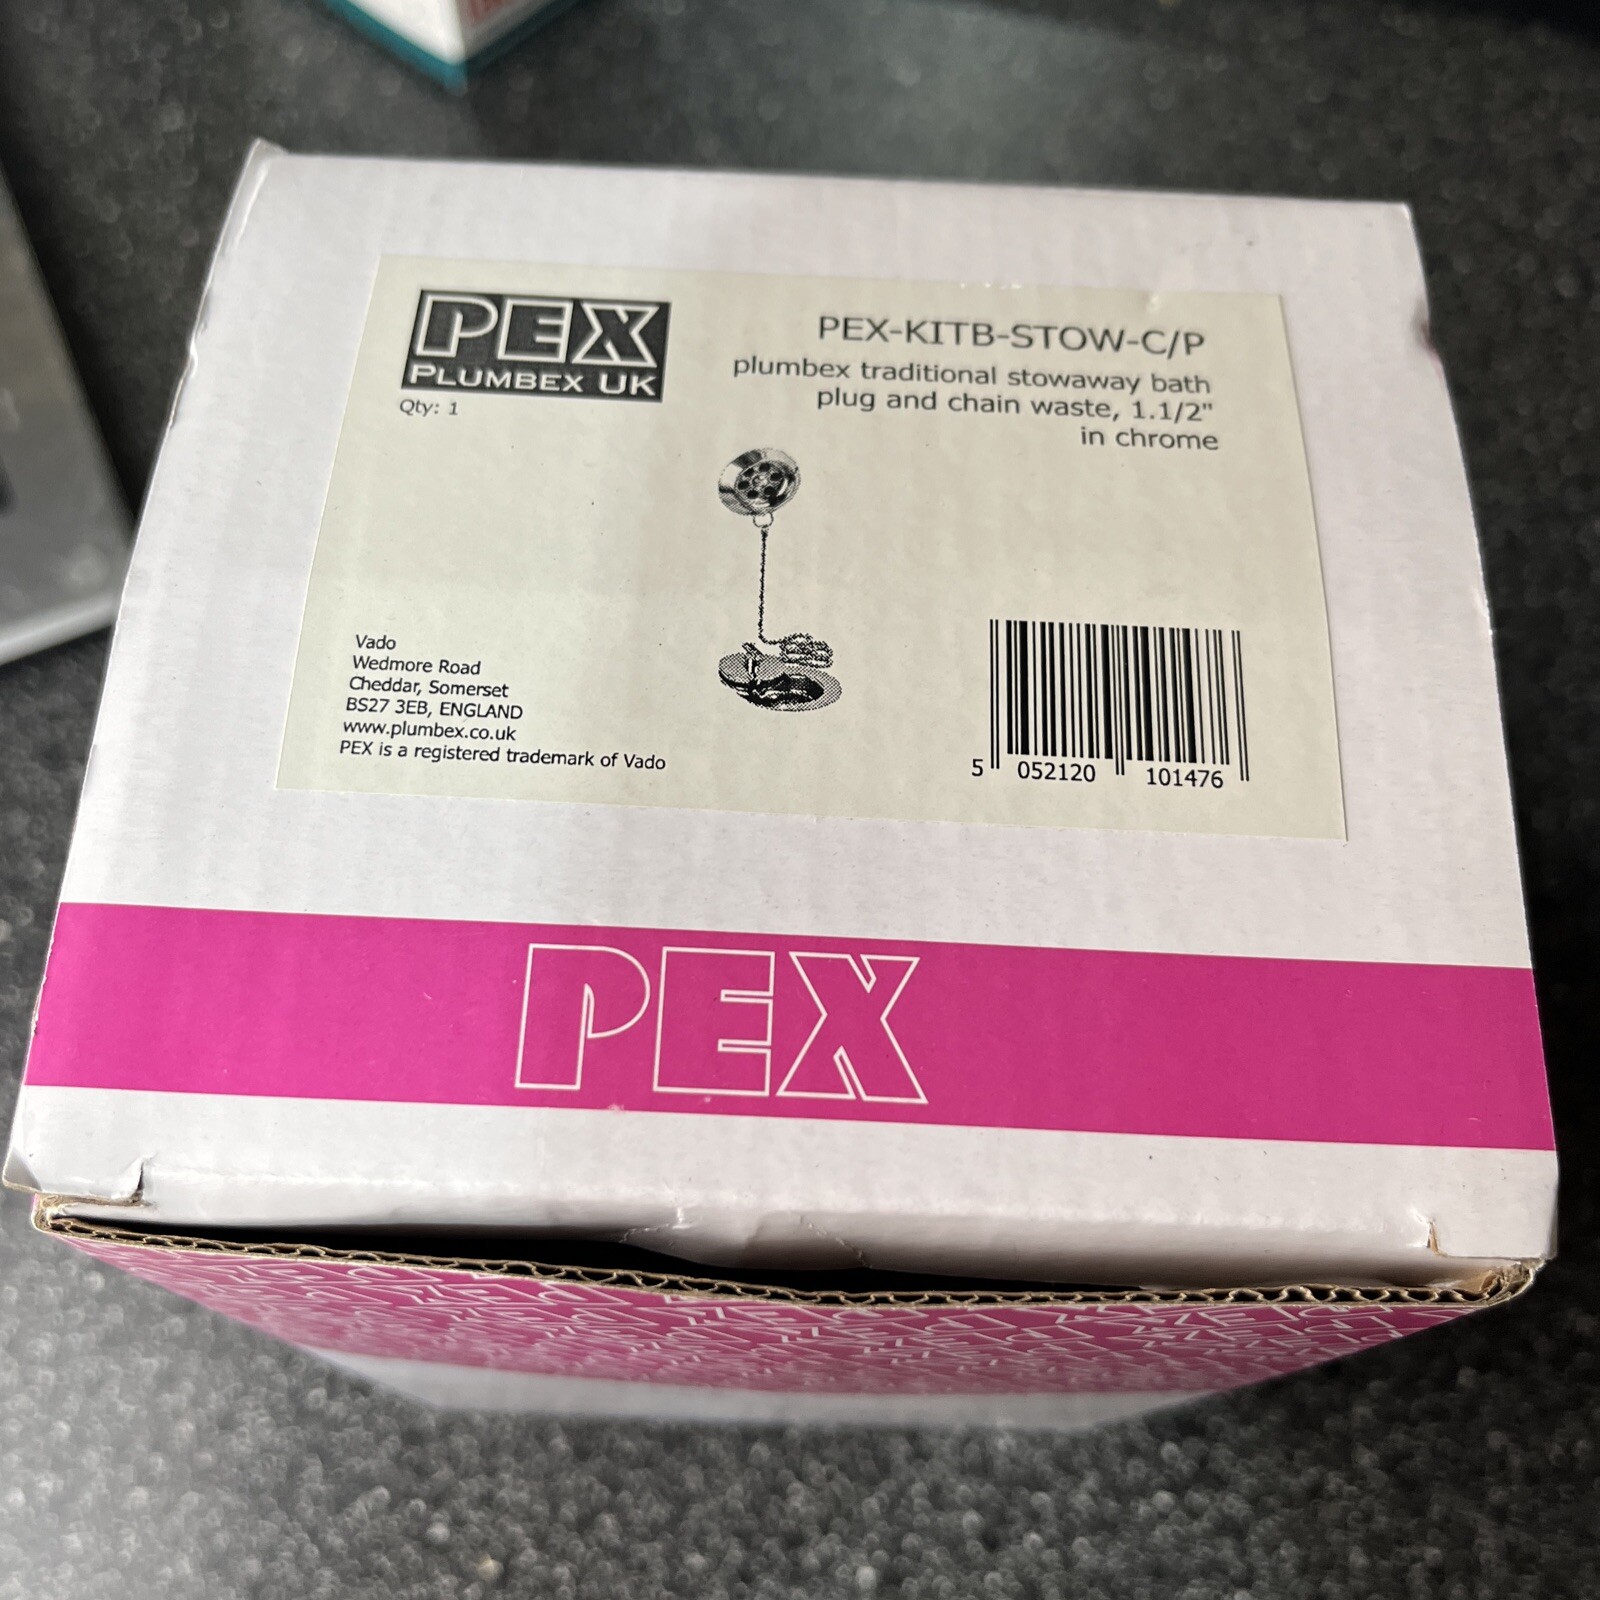 PEX
PLUMBEX UK
Qty: 1
PEX-KITB-STOW-C/P
plumbex traditional stowaway bath
plug and chain waste, 1.1/2"
in chrome
Vado
Wedmore Road
Cheddar, Somerset
BS27 3EB, ENGLAND
www.plumbex.co.uk
PEX is a registered trademark of Vado
5 052120 101476
PEX